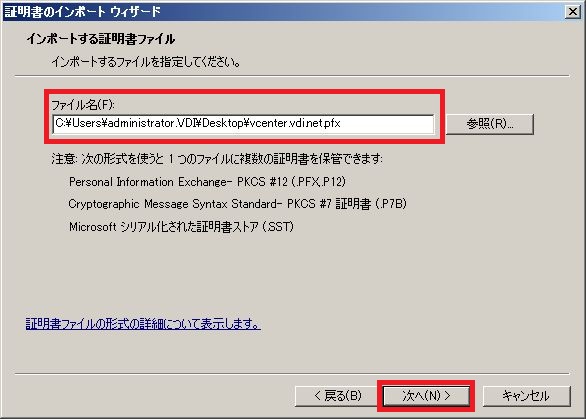 証明書のインポート ウィザード
インポートする証明書ファイル
インポートするファイルを指定してください。
ファイル名(F):
C:¥Users¥administrator.VDI¥Desktop¥vcenter.vdi.net.pfx
参照(R)...
注意: 次の形式を使うと 1 つのファイルに複数の証明書を保管できます:
Personal Information Exchange- PKCS #12 (.PFX,.P12)
Cryptographic Message Syntax Standard- PKCS #7 証明書 (.P7B)
Microsoft シリアル化された証明書ストア (.SST)
証明書ファイルの形式の詳細について表示します。
< 戻る(B)
次へ(N) >
キャンセル